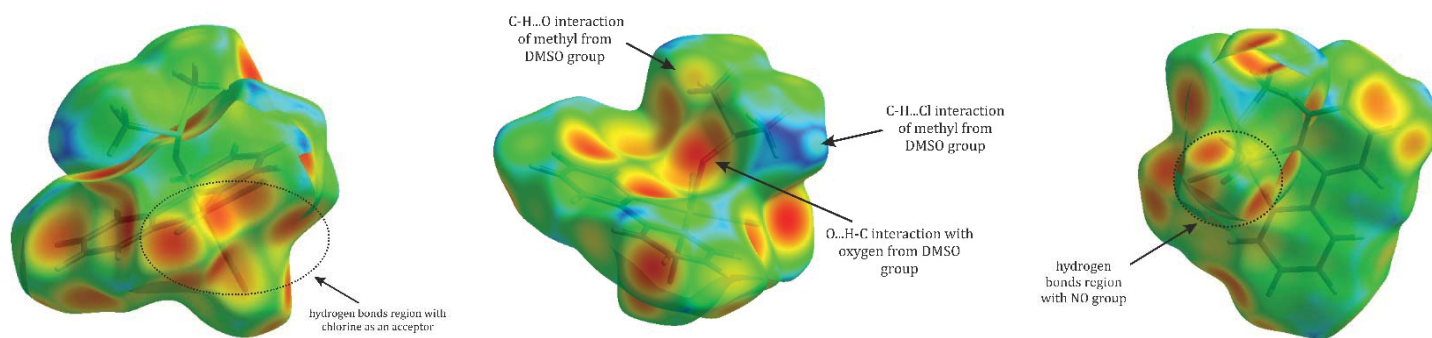 hydrogen bonds region with
chlorine as an acceptor
C-H...O interaction
of methyl from
DMSO group
C-H...Cl interaction
of methyl from
DMSO group
O...H-C interaction with
oxygen from DMSO
group
hydrogen
bonds region
with NO group